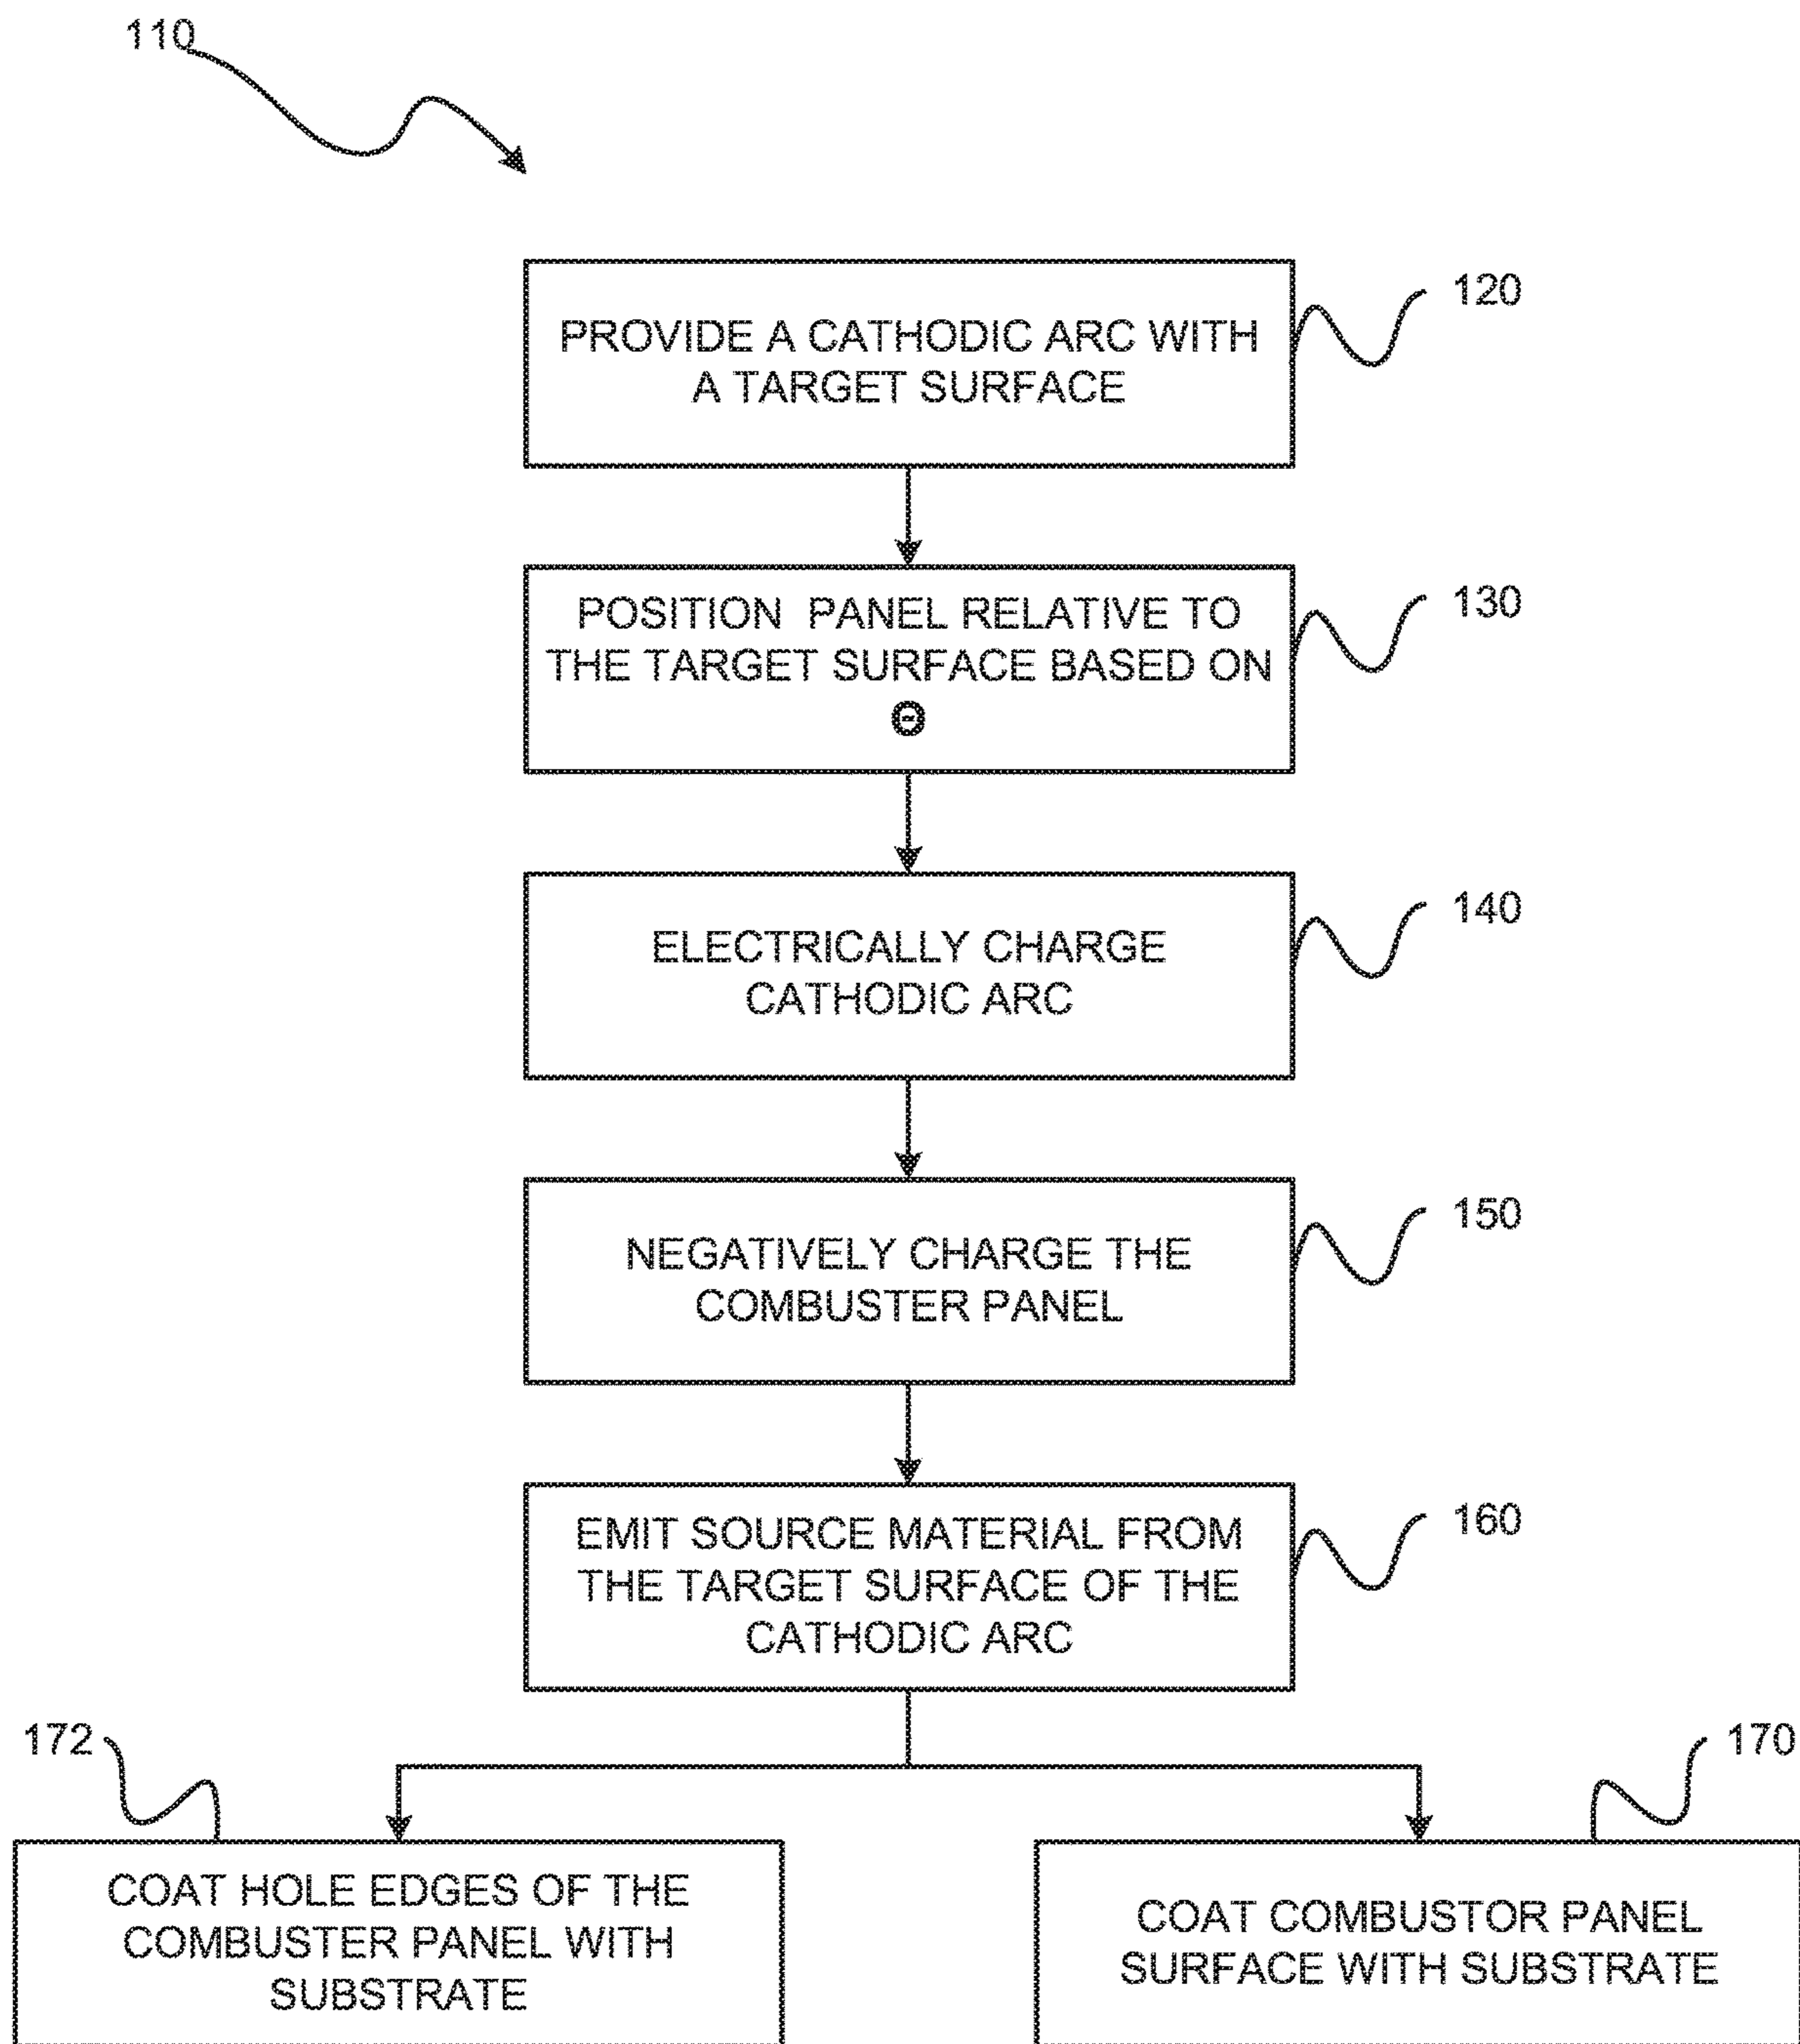 110
PROVIDE A CATHODIC ARC WITH
A TARGET SURFACE
120
POSITION PANEL RELATIVE TO
THE TARGET SURFACE BASED ON
Θ
130
ELECTRICALLY CHARGE
CATHODIC ARC
140
NEGATIVELY CHARGE THE
COMBUSTER PANEL
150
EMIT SOURCE MATERIAL FROM
THE TARGET SURFACE OF THE
CATHODIC ARC
160
172
COAT HOLE EDGES OF THE
COMBUSTER PANEL WITH
SUBSTRATE
170
COAT COMBUSTOR PANEL
SURFACE WITH SUBSTRATE